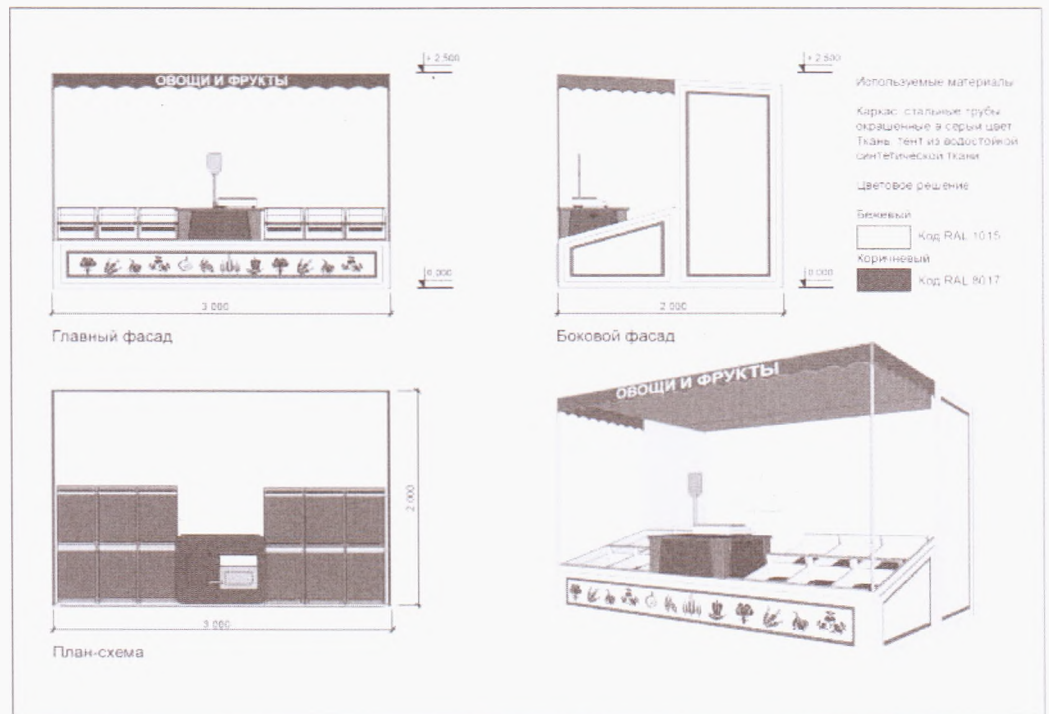 + 2.500
ОВОЩИ И ФРУКТЫ
0.000
3 000
Главный фасад
+ 2.500
0.000
2 000
Боковой фасад
Используемые материалы
Каркас: стальные трубы
окрашенные в серый цвет
Ткань: тент из водостойкой
синтетической ткани
Цветовое решение
Бежевый
Код RAL 1015
Коричневый
Код RAL 8017
2 000
3 000
План-схема
ОВОЩИ И ФРУКТЫ